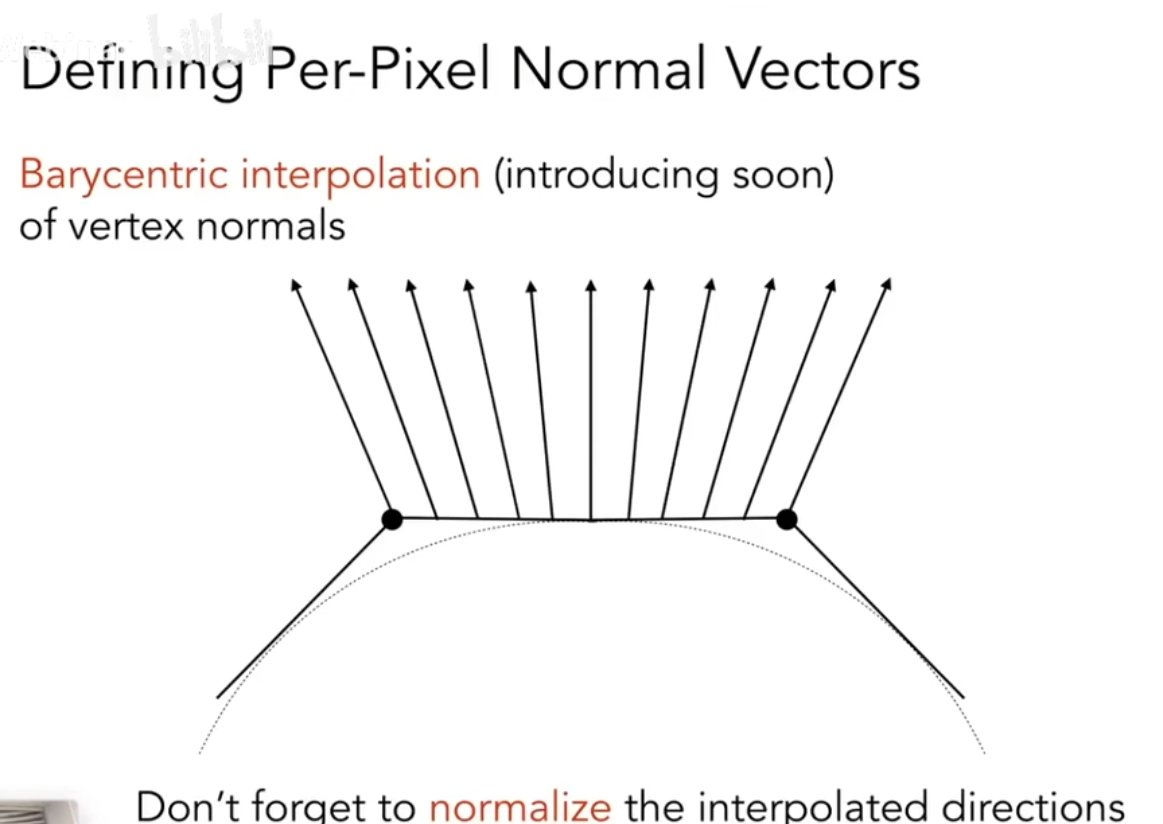 bilibili
Defining Per-Pixel Normal Vectors
Barycentric interpolation (introducing soon)
of vertex normals
Don't forget to normalize the interpolated directions